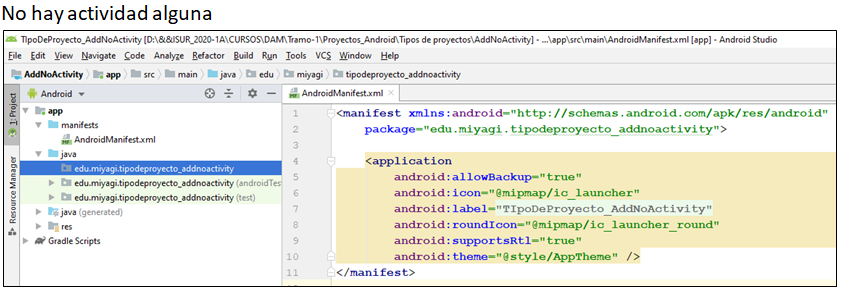 No hay actividad alguna
TIpoDeProyecto_AddNoActivity [D:\&&ISUR_2020-1A\CURSOS\DAM\Tramo-1\Proyectos_Android\Tipos de proyectos\AddNoActivity] - ...\app\src\main\AndroidManifest.xml [app] - Android Studio
File Edit View Navigate Code Analyze Refactor Build Run Tools VCS Window Help
AddNoActivity app src main java edu miyagi tipodeproyecto_addnoactivity
1: Project
Resource Manager
Android
app
manifests
AndroidManifest.xml
java
edu.miyagi.tipodeproyecto_addnoactivity
edu.miyagi.tipodeproyecto_addnoactivity (androidTes
edu.miyagi.tipodeproyecto_addnoactivity (test)
java (generated)
res
Gradle Scripts
AndroidManifest.xml
1 <manifest xmlns:android="http://schemas.android.com/apk/res/android"
2 package="edu.miyagi.tipodeproyecto_addnoactivity">
3
4 <application
5 android:allowBackup="true"
6 android:icon="@mipmap/ic_launcher"
7 android:label="TIpoDeProyecto_AddNoActivity"
8 android:roundIcon="@mipmap/ic_launcher_round"
9 android:supportsRtl="true"
10 android:theme="@style/AppTheme" />
11 </manifest>